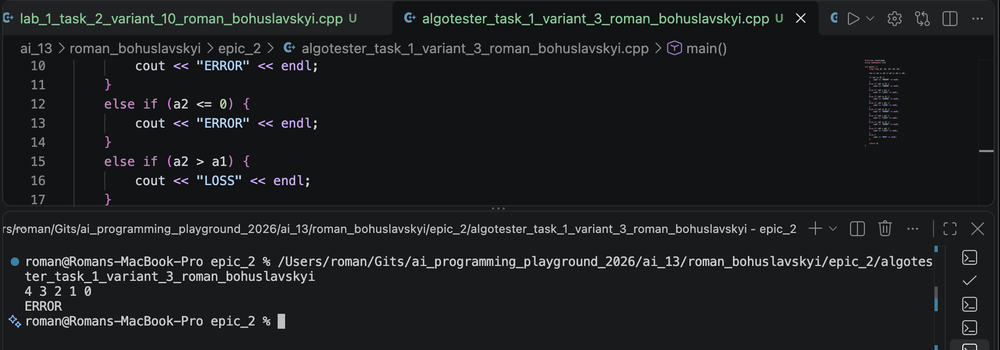 lab_1_task_2_variant_10_roman_bohuslavskyi.cpp U
algotester_task_1_variant_3_roman_bohuslavskyi.cpp U
ai_13 > roman_bohuslavskyi > epic_2 > algotester_task_1_variant_3_roman_bohuslavskyi.cpp > main()
10 cout << "ERROR" << endl;
11 }
12 else if (a2 <= 0) {
13 cout << "ERROR" << endl;
14 }
15 else if (a2 > a1) {
16 cout << "LOSS" << endl;
17 }
rs/roman/Gits/ai_programming_playground_2026/ai_13/roman_bohuslavskyi/epic_2/algotester_task_1_variant_3_roman_bohuslavskyi - epic_2
roman@Romans-MacBook-Pro epic_2 % /Users/roman/Gits/ai_programming_playground_2026/ai_13/roman_bohuslavskyi/epic_2/algotes
ter_task_1_variant_3_roman_bohuslavskyi
4 3 2 1 0
ERROR
roman@Romans-MacBook-Pro epic_2 %